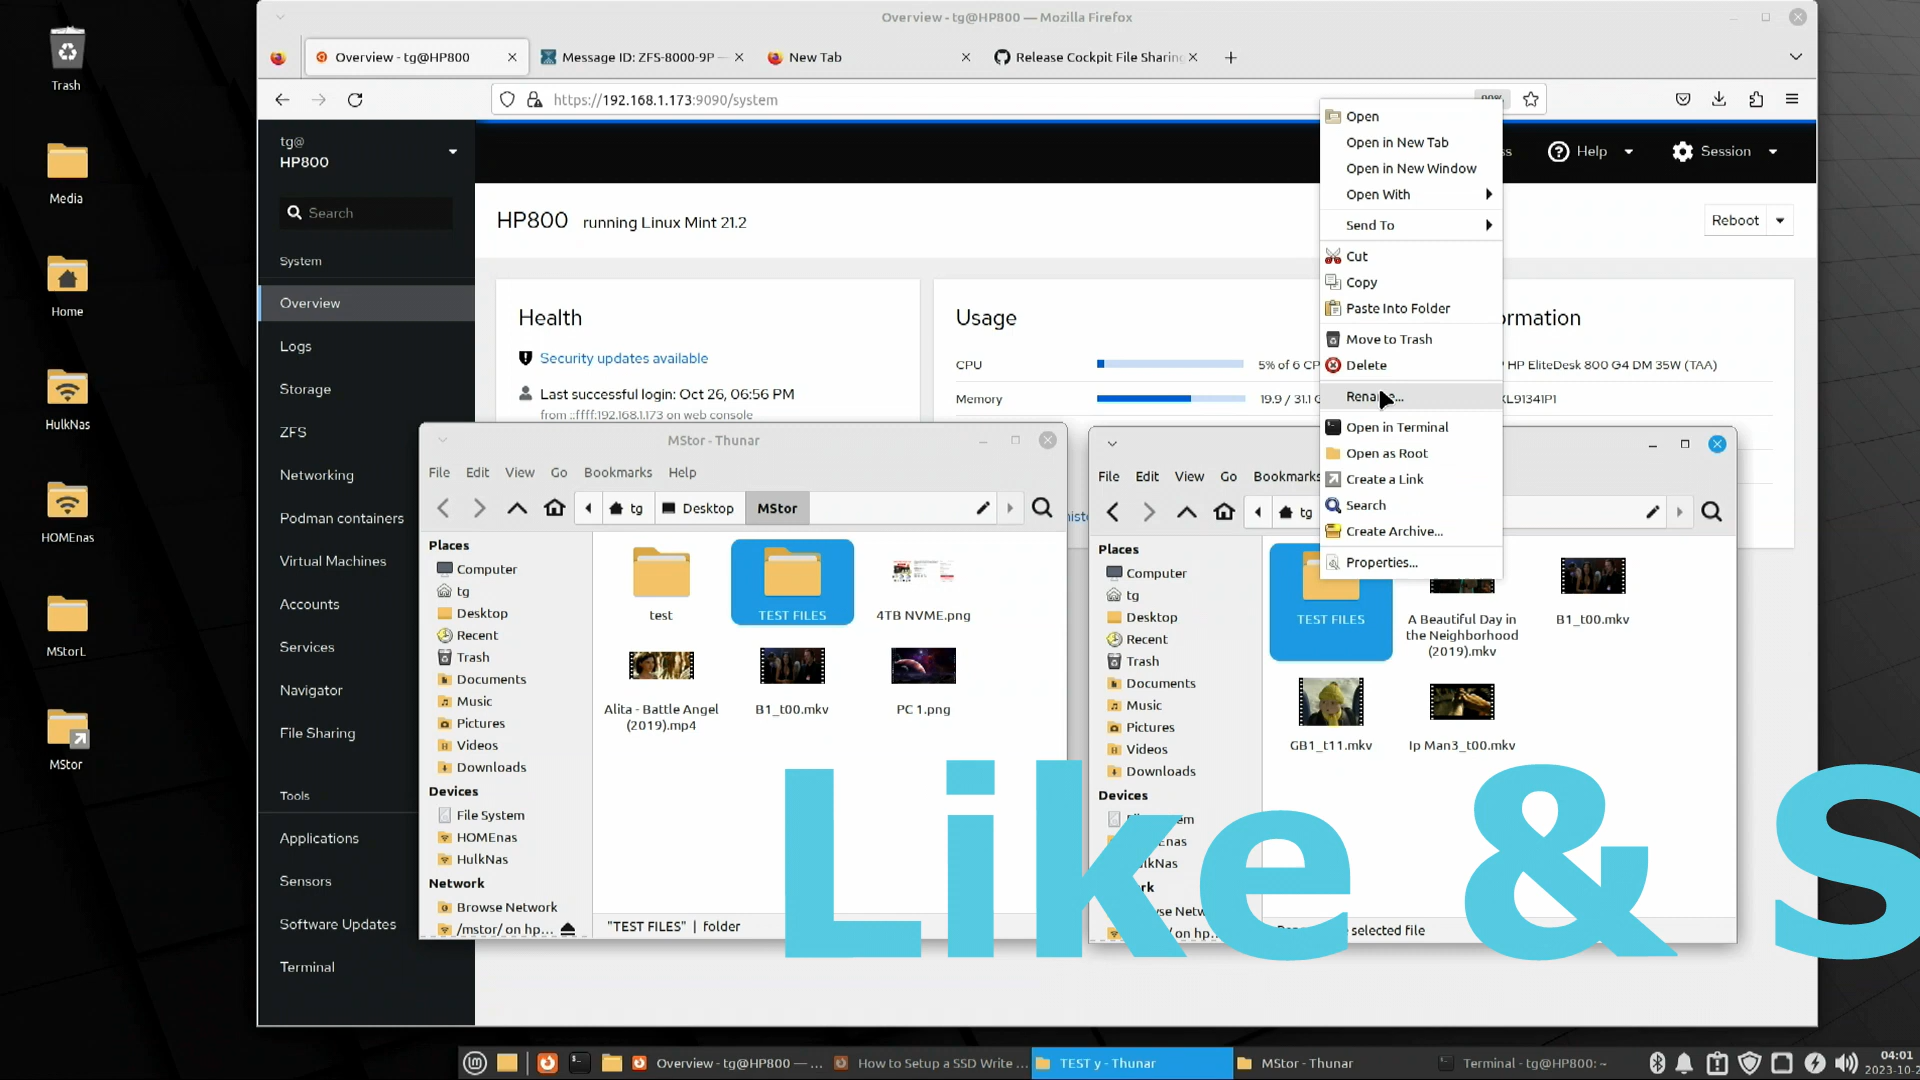 Trash
Media
Home
HulkNas
HOMEnas
MStorL
MStor
Overview - tg@HP800 — Mozilla Firefox
Overview - tg@HP800
Message ID: ZFS-8000-9P —
New Tab
Release Cockpit File Sharing
https://192.168.1.173:9090/system
tg@
HP800
Search
System
Overview
Logs
Storage
ZFS
Networking
Podman containers
Virtual Machines
Accounts
Services
Navigator
File Sharing
Tools
Applications
Sensors
Software Updates
Terminal
Help
Session
HP800 running Linux Mint 21.2
Reboot
Health
Security updates available
Last successful login: Oct 26, 06:56 PM
from ::ffff:192.168.1.173 on web console
Usage
CPU
5% of 6 CP
Memory
19.9 / 31.1 G
ormation
HP EliteDesk 800 G4 DM 35W (TAA)
XL91341P1
Open
Open in New Tab
Open in New Window
Open With
Send To
Cut
Copy
Paste Into Folder
Move to Trash
Delete
Rename...
Open in Terminal
Open as Root
Create a Link
Search
Create Archive...
Properties...
MStor - Thunar
File Edit View Go Bookmarks Help
tg Desktop MStor
Places
Computer
tg
Desktop
Recent
Trash
Documents
Music
Pictures
Videos
Downloads
Devices
File System
HOMEnas
HulkNas
Network
Browse Network
/mstor/ on hp...
test
TEST FILES
4TB NVME.png
Alita - Battle Angel
(2019).mp4
B1_t00.mkv
PC 1.png
"TEST FILES" | folder
File Edit View Go Bookmarks
tg
Places
Computer
tg
Desktop
Recent
Trash
Documents
Music
Pictures
Videos
Downloads
Devices
TEST FILES
A Beautiful Day in
the Neighborhood
(2019).mkv
B1_t00.mkv
GB1_t11.mkv
Ip Man3_t00.mkv
selected file
Like & S
Overview - tg@HP800 — ...
How to Setup a SSD Write ...
TEST y - Thunar
MStor - Thunar
Terminal - tg@HP800: ~
04:01
2023-10-2